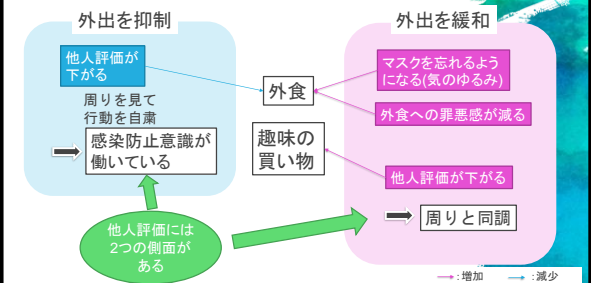 外出を抑制
外出を緩和
他人評価が
下がる
周りを見て
行動を自粛
感染防止意識が
働いている
外食
趣味の
買い物
マスクを忘れるよう
になる(気のゆるみ)
外食への罪悪感が減る
他人評価が下がる
周りと同調
他人評価には
2つの側面が
ある
:増加
:減少